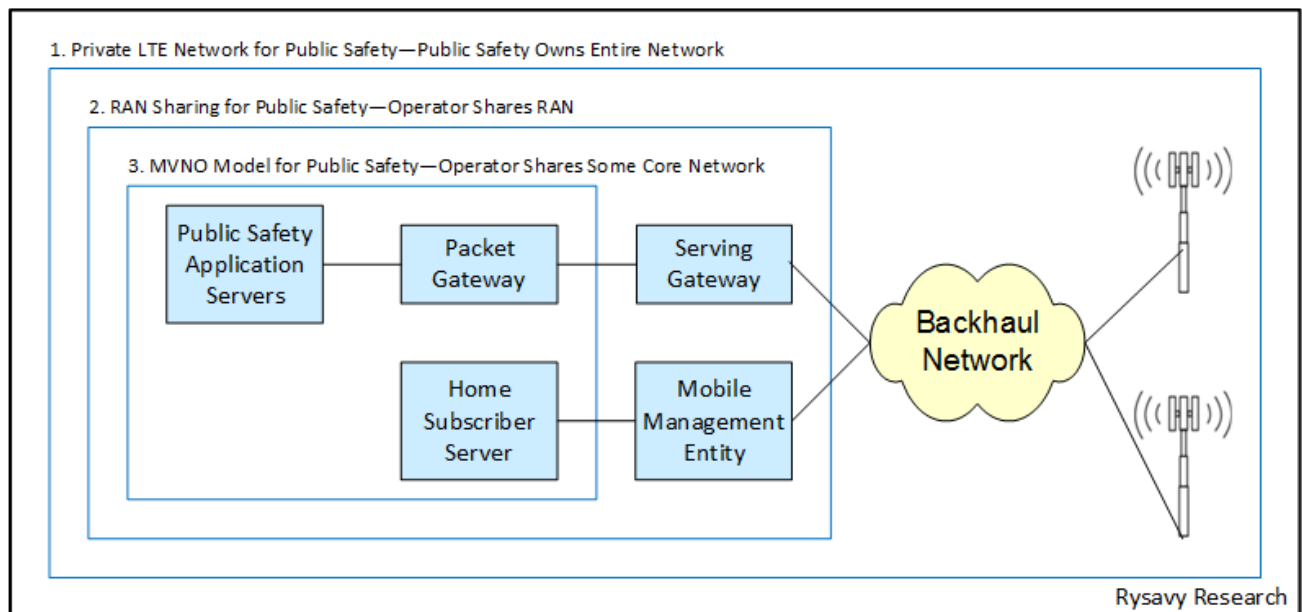 1. Private LTE Network for Public Safety—Public Safety Owns Entire Network
2. RAN Sharing for Public Safety—Operator Shares RAN
3. MVNO Model for Public Safety—Operator Shares Some Core Network
Public Safety
Application
Servers
Packet
Gateway
Serving
Gateway
Home
Subscriber
Server
Mobile
Management
Entity
Backhaul
Network
Rysavy Research